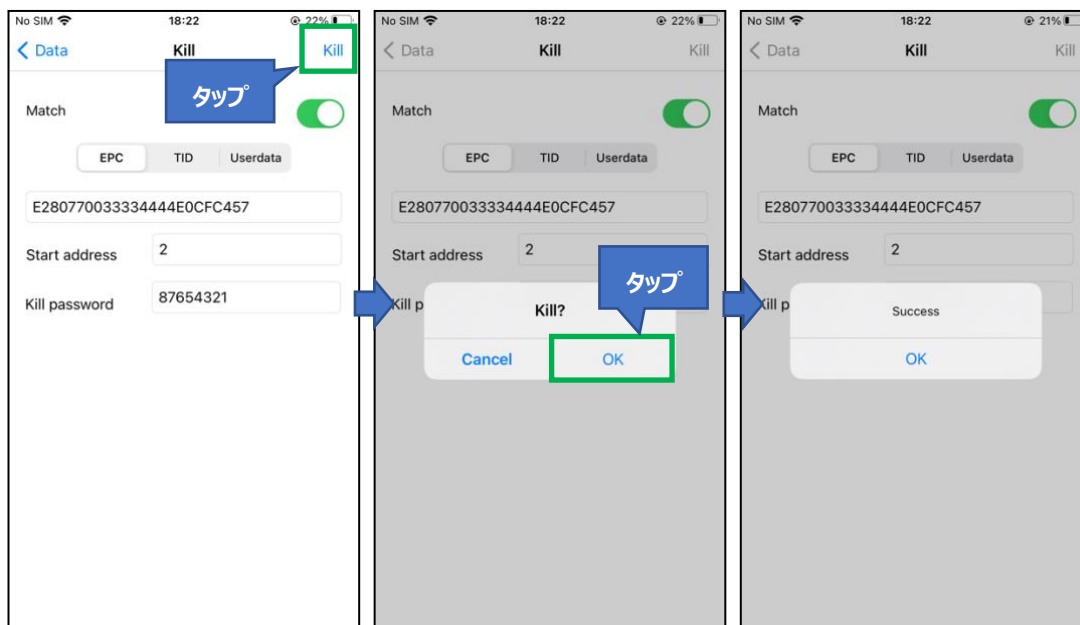 No SIM 18:22 22%
Data Kill Kill
タップ
Match
EPC TID Userdata
E280770033334444E0CFC457
Start address 2
Kill password 87654321
No SIM 18:22 22%
Data Kill Kill
Match
EPC TID Userdata
E280770033334444E0CFC457
Start address 2
タップ
Kill p
Kill?
Cancel OK
No SIM 18:22 21%
Data Kill Kill
Match
EPC TID Userdata
E280770033334444E0CFC457
Start address 2
Kill p
Success
OK